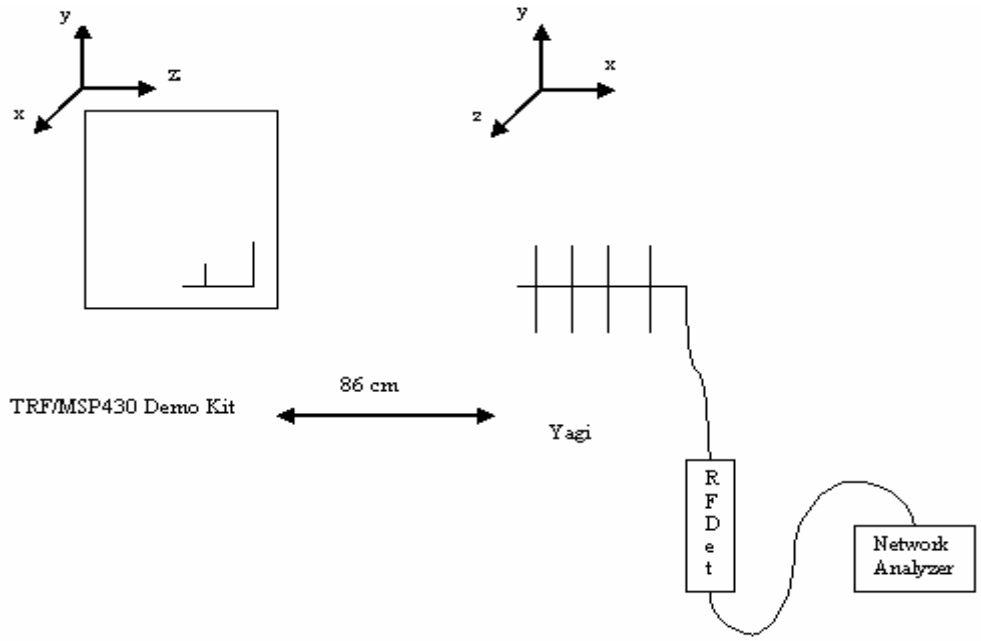 y
z
x
y
x
z
TRF/MSP430 Demo Kit
86 cm
Yagi
R
F
D
e
t
Network
Analyzer